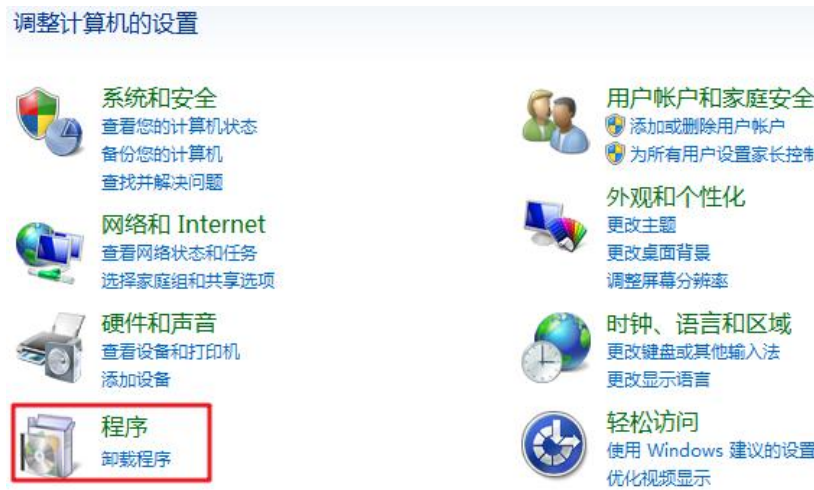 调整计算机的设置
系统和安全
查看您的计算机状态
备份您的计算机
查找并解决问题
网络和 Internet
查看网络状态和任务
选择家庭组和共享选项
硬件和声音
查看设备和打印机
添加设备
程序
卸载程序
用户帐户和家庭安全
添加或删除用户帐户
为所有用户设置家长控制
外观和个性化
更改主题
更改桌面背景
调整屏幕分辨率
时钟、语言和区域
更改键盘或其他输入法
更改显示语言
轻松访问
使用 Windows 建议的设置
优化视频显示